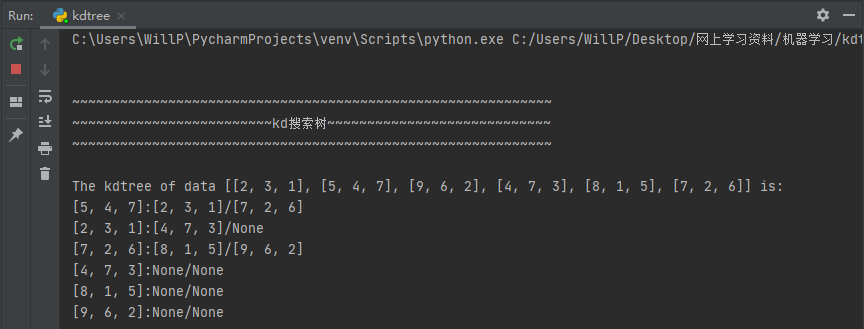 Run: kdtree
C:\Users\WillP\PycharmProjects\venv\Scripts\python.exe C:/Users/WillP/Desktop/网上学习资料/机器学习/kdt
~~~~~~~~~~~~~~~~~~~~~~~~~~~~~~~~~~~~~~~~~~~~~~~~~~~~~~~~~~~~
~~~~~~~~~~~~~~~~~~~~~~~~~kd搜索树~~~~~~~~~~~~~~~~~~~~~~~~~~~~
~~~~~~~~~~~~~~~~~~~~~~~~~~~~~~~~~~~~~~~~~~~~~~~~~~~~~~~~~~~~
The kdtree of data [[2, 3, 1], [5, 4, 7], [9, 6, 2], [4, 7, 3], [8, 1, 5], [7, 2, 6]] is:
[5, 4, 7]:[2, 3, 1]/[7, 2, 6]
[2, 3, 1]:[4, 7, 3]/None
[7, 2, 6]:[8, 1, 5]/[9, 6, 2]
[4, 7, 3]:None/None
[8, 1, 5]:None/None
[9, 6, 2]:None/None